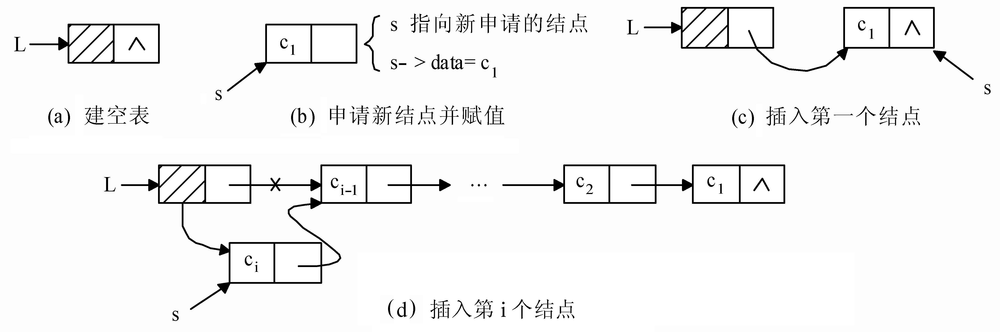 L ∧
(a) 建空表
c₁
s
s 指向新申请的结点
s- > data= c₁
(b) 申请新结点并赋值
L c₁ ∧
s
(c) 插入第一个结点
L cᵢ₋₁ ··· c₂ c₁ ∧
cᵢ
s
(d) 插入第 i 个结点